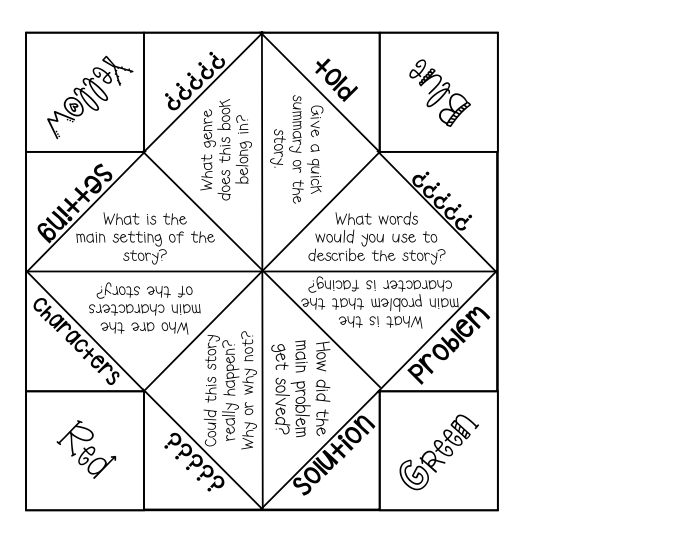 Yellow
?????
plot
Blue
What genre
does this book
belong in?
Give a quick
summary or the
story.
setting
?????
What is the
main setting of the
story?
What words
would you use to
describe the story?
characters
Who are the
main characters
of the story?
What is the
main problem that the
character is facing?
problem
Could this story
really happen?
Why or why not?
How did the
main problem
get solved?
Red
?????
solution
Green